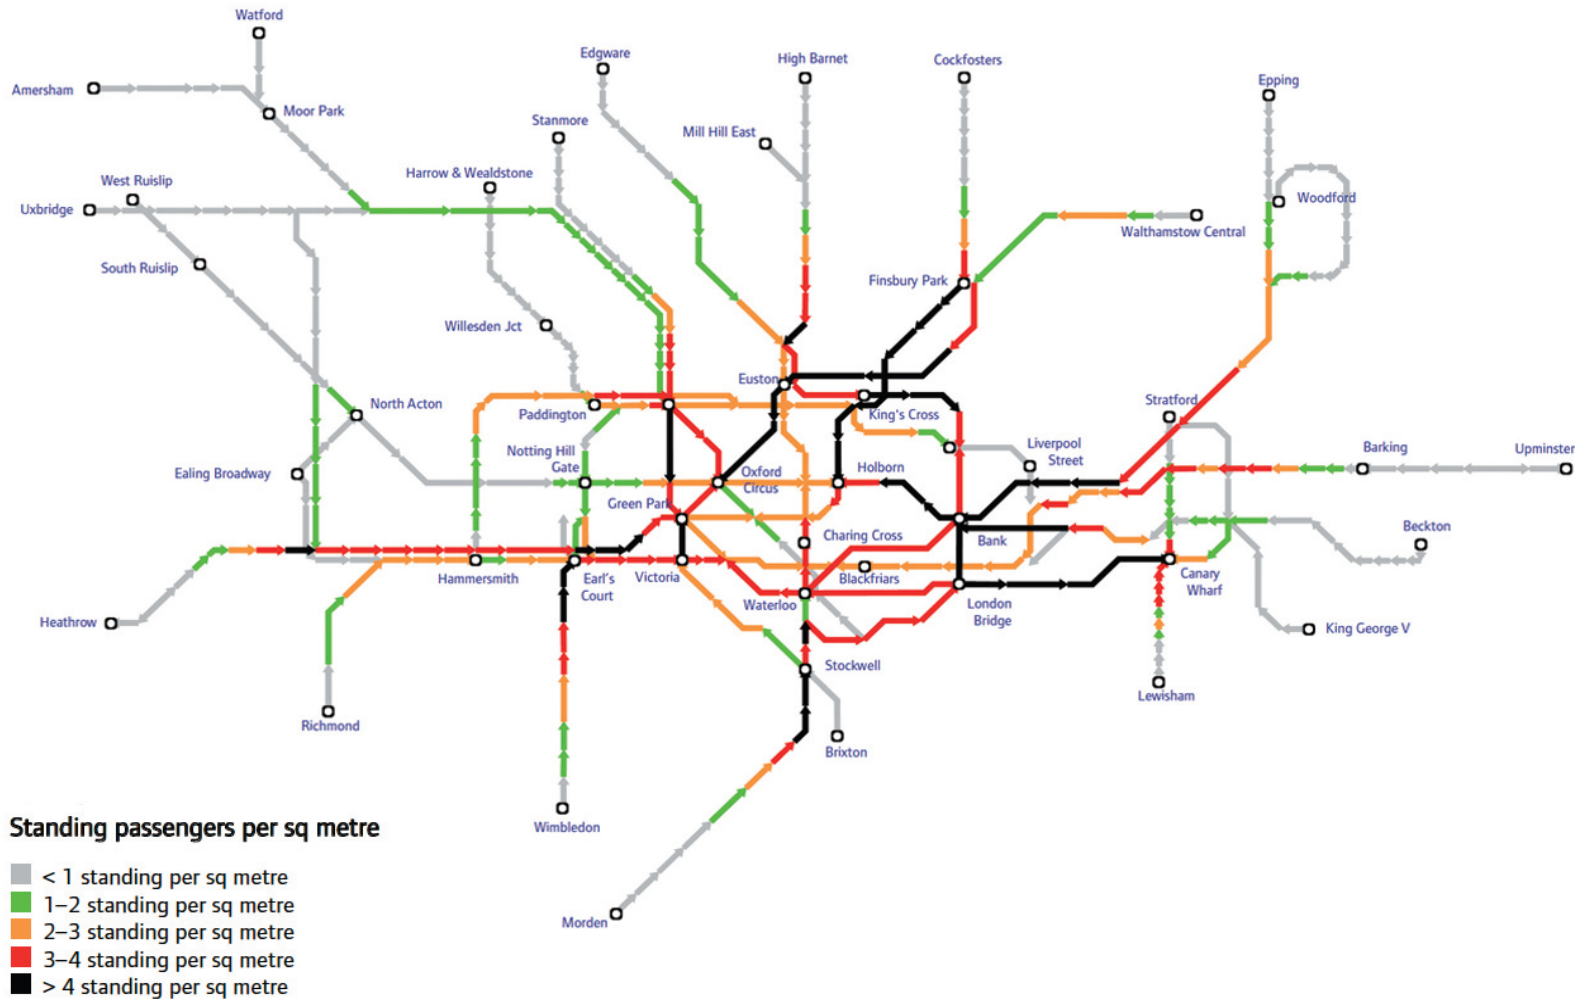 Watford
Edgware
High Barnet
Cockfosters
Epping
Amersham
Moor Park
Stanmore
Mill Hill East
West Ruislip
Harrow & Wealdstone
Woodford
Uxbridge
Walthamstow Central
South Ruislip
Finsbury Park
Willesden Jct
Euston
North Acton
Paddington
King's Cross
Stratford
Notting Hill
Gate
Liverpool
Street
Barking
Upminster
Ealing Broadway
Oxford
Circus
Holborn
Green Park
Charing Cross
Bank
Beckton
Hammersmith
Earl's
Court
Victoria
Blackfriars
Canary
Wharf
Waterloo
London
Bridge
Heathrow
King George V
Stockwell
Lewisham
Richmond
Brixton
Wimbledon
Morden
Standing passengers per sq metre
< 1 standing per sq metre
1–2 standing per sq metre
2–3 standing per sq metre
3–4 standing per sq metre
> 4 standing per sq metre